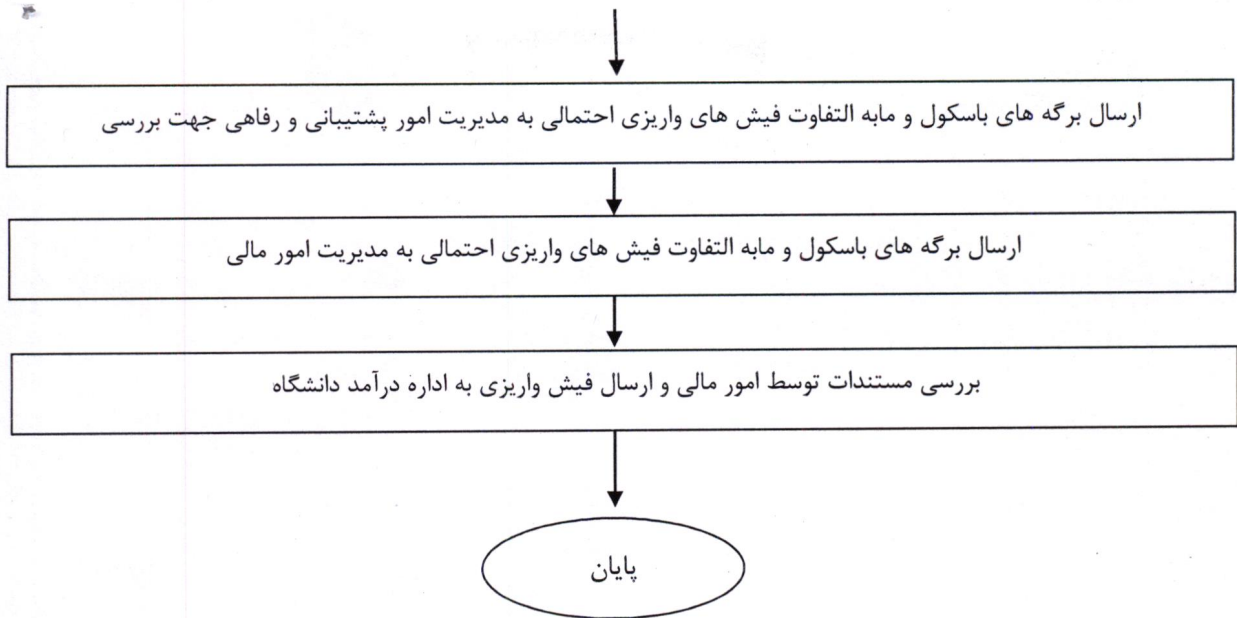 ارسال برگه های باسکول و مابه التفاوت فیش های واریزی احتمالی به مدیریت امور پشتیبانی و رفاهی جهت بررسی
ارسال برگه های باسکول و مابه التفاوت فیش های واریزی احتمالی به مدیریت امور مالی
بررسی مستندات توسط امور مالی و ارسال فیش واریزی به اداره درآمد دانشگاه
پایان